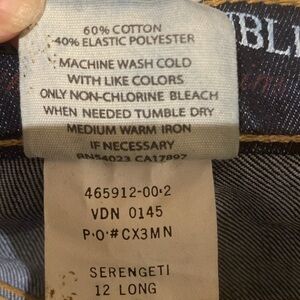 60% COTTON
40% ELASTIC POLYESTER
MACHINE WASH COLD
WITH LIKE COLORS
ONLY NON-CHLORINE BLEACH
WHEN NEEDED TUMBLE DRY
MEDIUM WARM IRON
IF NECESSARY
RN54023 CA17897
UBLI
465912-00-2
VDN 0145
P.O.#CX3MN
SERENGETI
12 LONG